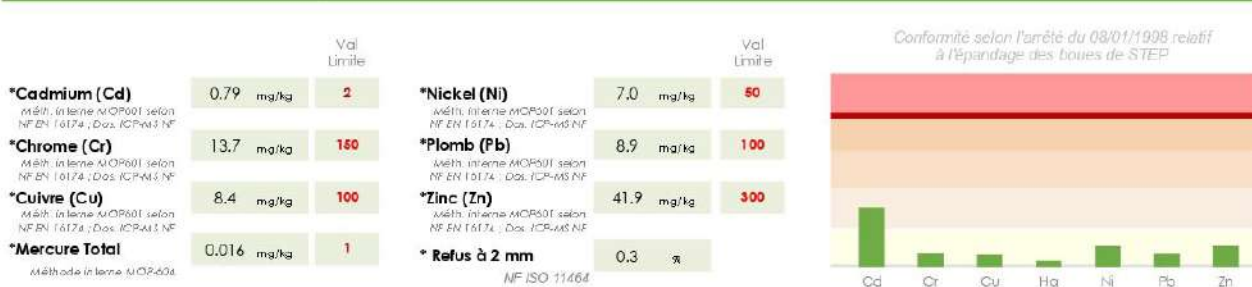 Val
Limite
*Cadmium (Cd) 0.79 mg/kg 2
Méth. interne MOP601 selon
NF EN 16174 ; Dos. ICP-MS NF
*Chrome (Cr) 13.7 mg/kg 150
Méth. interne MOP601 selon
NF EN 16174 ; Dos. ICP-MS NF
*Cuivre (Cu) 8.4 mg/kg 100
Méth. interne MOP601 selon
NF EN 16174 ; Dos. ICP-MS NF
*Mercure Total 0.016 mg/kg 1
Méthode interne MOP-604
Val
Limite
*Nickel (Ni) 7.0 mg/kg 50
Méth. interne MOP601 selon
NF EN 16174 ; Dos. ICP-MS NF
*Plomb (Pb) 8.9 mg/kg 100
Méth. interne MOP601 selon
NF EN 16174 ; Dos. ICP-MS NF
*Zinc (Zn) 41.9 mg/kg 300
Méth. interne MOP601 selon
NF EN 16174 ; Dos. ICP-MS NF
* Refus à 2 mm 0.3 %
NF ISO 11464
Conformité selon l'arrêté du 08/01/1998 relatif
à l'épandage des boues de STEP
Cd Cr Cu Hg Ni Pb Zn